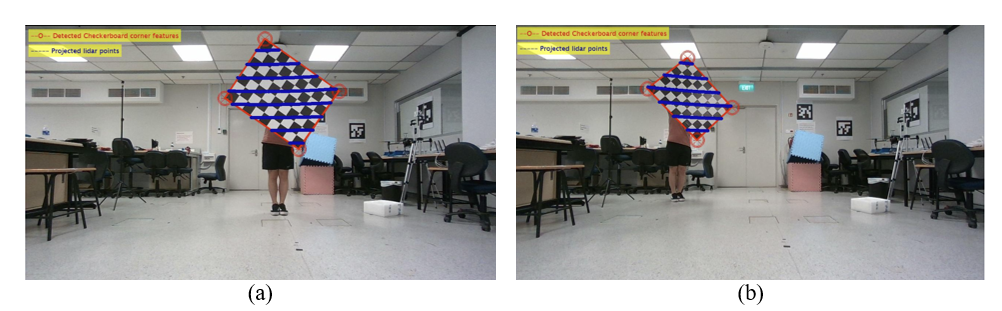 ---O--- Detected Checkerboard corner features
------ Projected lidar points
---O--- Detected Checkerboard corner features
------ Projected lidar points
(a)
(b)